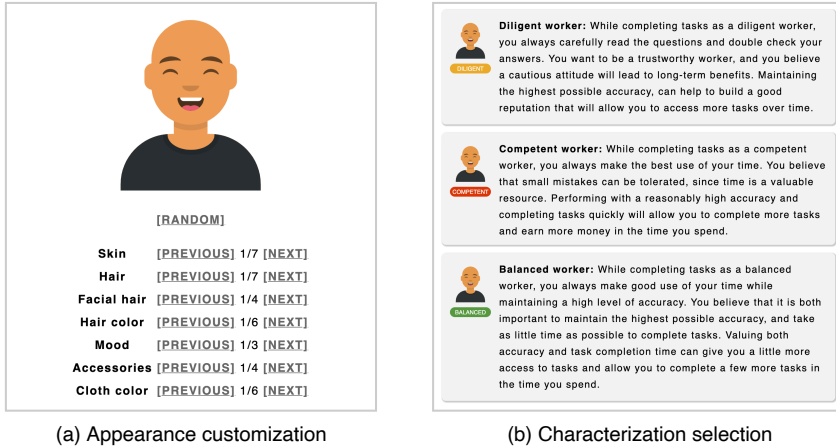 [RANDOM]
Skin [PREVIOUS] 1/7 [NEXT]
Hair [PREVIOUS] 1/7 [NEXT]
Facial hair [PREVIOUS] 1/4 [NEXT]
Hair color [PREVIOUS] 1/6 [NEXT]
Mood [PREVIOUS] 1/3 [NEXT]
Accessories [PREVIOUS] 1/4 [NEXT]
Cloth color [PREVIOUS] 1/6 [NEXT]
(a) Appearance customization
DILIGENT
Diligent worker: While completing tasks as a diligent worker,
you always carefully read the questions and double check your
answers. You want to be a trustworthy worker, and you believe
a cautious attitude will lead to long-term benefits. Maintaining
the highest possible accuracy, can help to build a good
reputation that will allow you to access more tasks over time.
COMPETENT
Competent worker: While completing tasks as a competent
worker, you always make the best use of your time. You believe
that small mistakes can be tolerated, since time is a valuable
resource. Performing with a reasonably high accuracy and
completing tasks quickly will allow you to complete more tasks
and earn more money in the time you spend.
BALANCED
Balanced worker: While completing tasks as a balanced
worker, you always make good use of your time while
maintaining a high level of accuracy. You believe that it is both
important to maintain the highest possible accuracy, and take
as little time as possible to complete tasks. Valuing both
accuracy and task completion time can give you a little more
access to tasks and allow you to complete a few more tasks in
the time you spend.
(b) Characterization selection